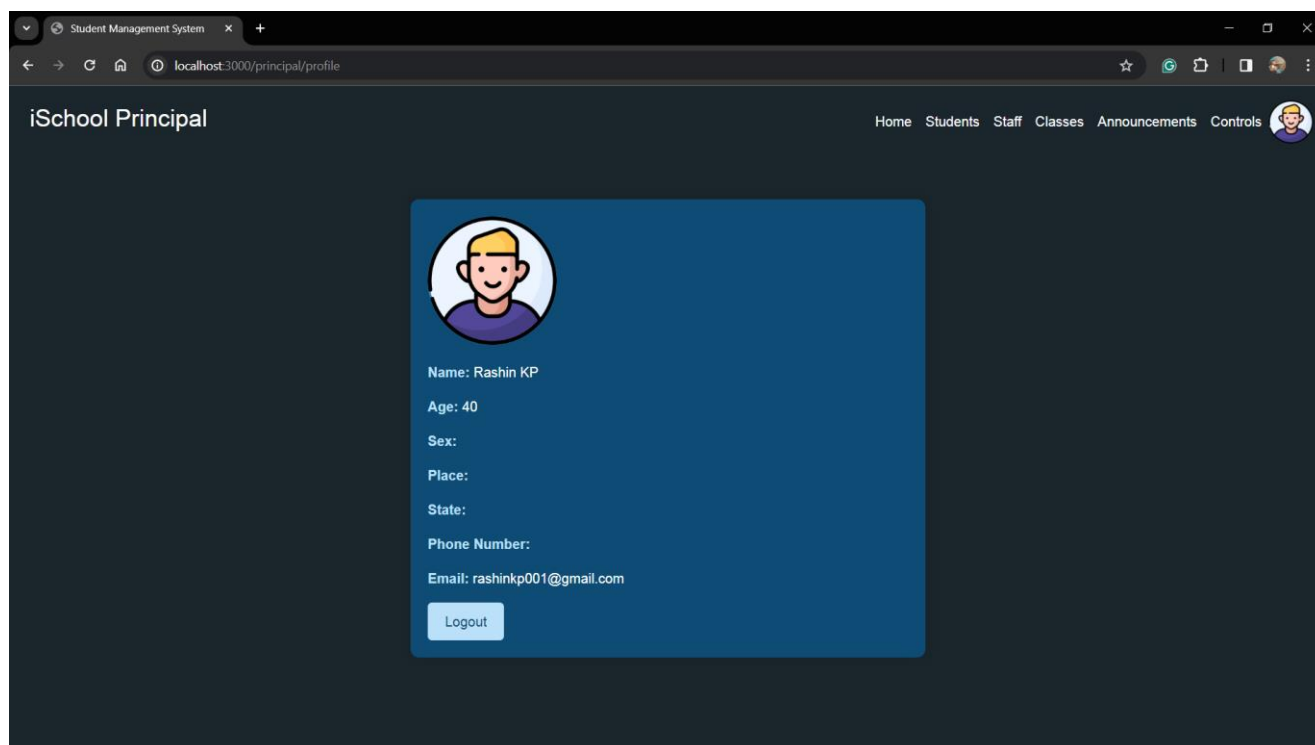 Student Management System
localhost:3000/principal/profile
iSchool Principal
Home Students Staff Classes Announcements Controls
Name: Rashin KP
Age: 40
Sex:
Place:
State:
Phone Number:
Email: rashinkp001@gmail.com
Logout